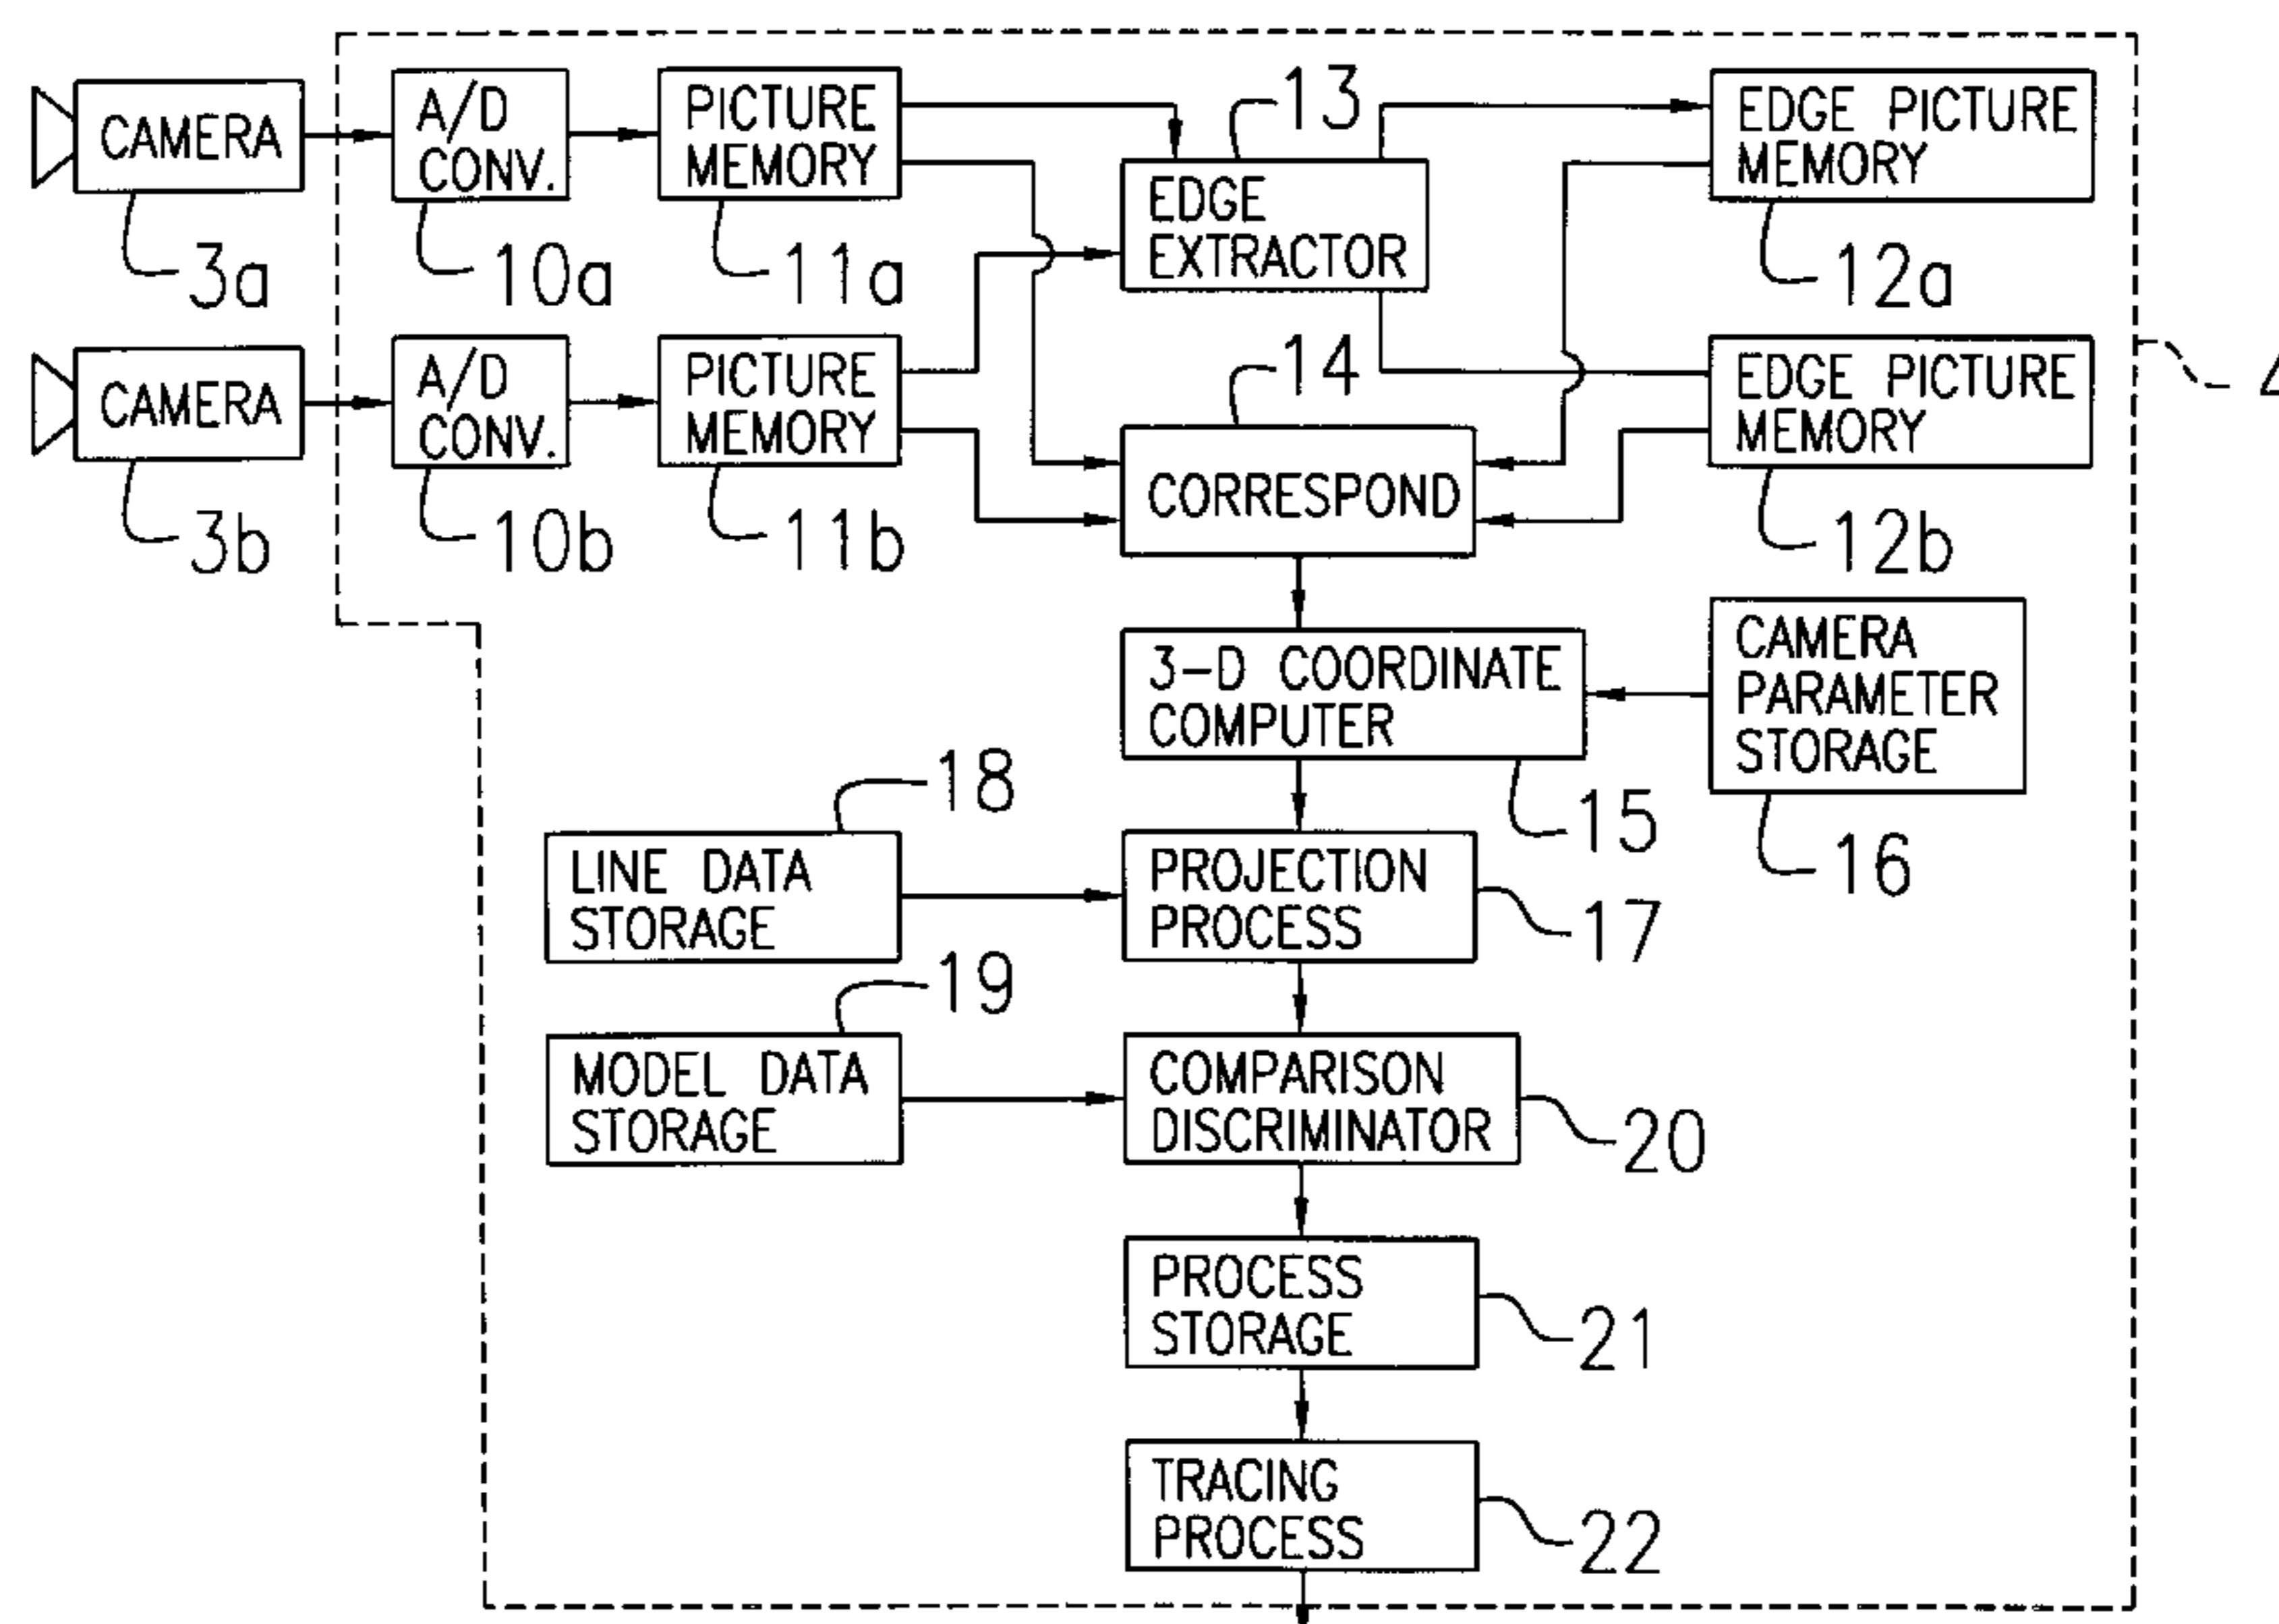 CAMERA
3a
A/D
CONV.
10a
PICTURE
MEMORY
11a
EDGE
EXTRACTOR
13
EDGE PICTURE
MEMORY
12a
CAMERA
3b
A/D
CONV.
10b
PICTURE
MEMORY
11b
CORRESPOND
14
EDGE PICTURE
MEMORY
12b
4
3-D COORDINATE
COMPUTER
15
CAMERA
PARAMETER
STORAGE
16
LINE DATA
STORAGE
18
PROJECTION
PROCESS
17
MODEL DATA
STORAGE
19
COMPARISON
DISCRIMINATOR
20
PROCESS
STORAGE
21
TRACING
PROCESS
22